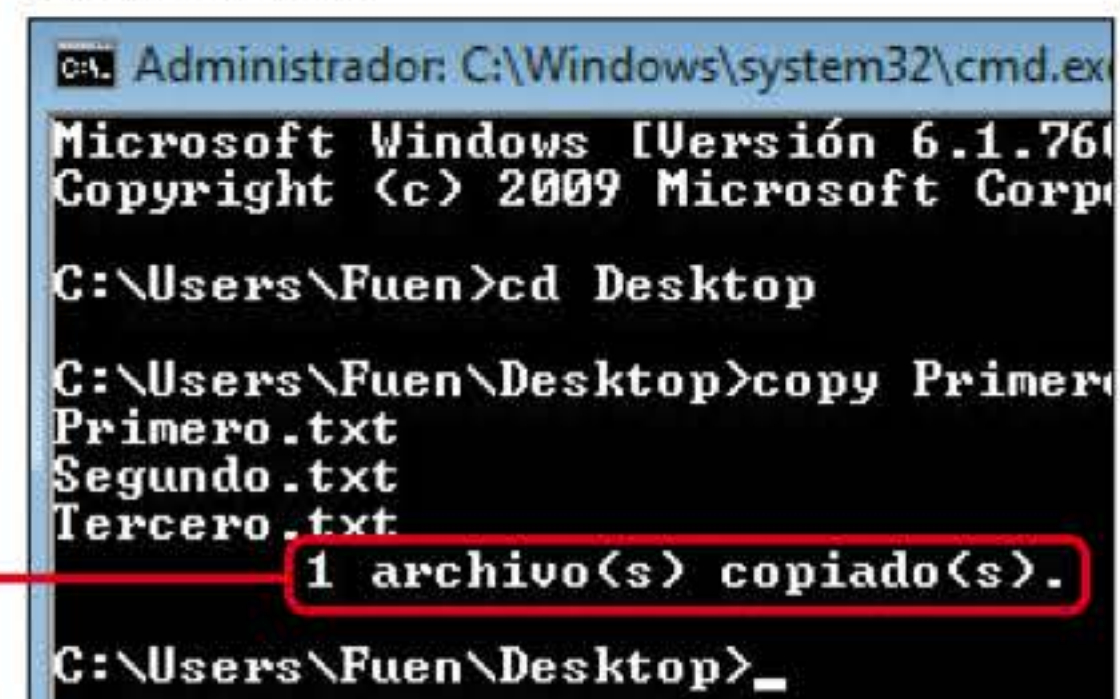 Administrador: C:\Windows\system32\cmd.ex
Microsoft Windows [Versión 6.1.76
Copyright (c) 2009 Microsoft Corp
C:\Users\Fuen>cd Desktop
C:\Users\Fuen\Desktop>copy Primer
Primero.txt
Segundo.txt
Tercero.txt
1 archivo(s) copiado(s).
C:\Users\Fuen\Desktop>_